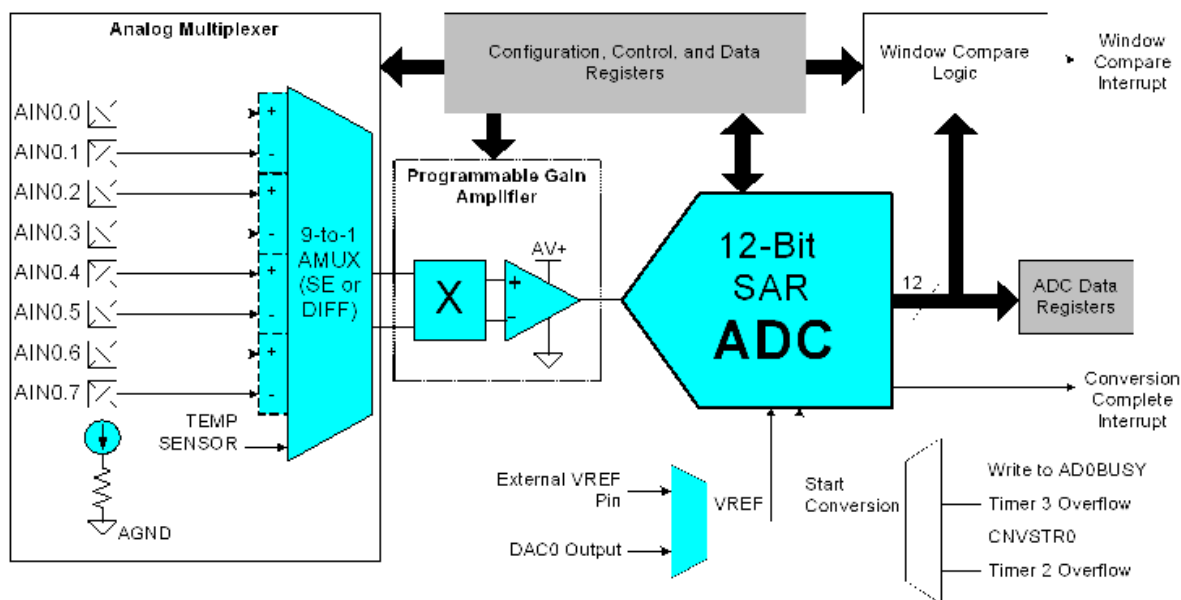 Analog Multiplexer
Configuration, Control, and Data
Registers
Window Compare
Logic
Window
Compare
Interrupt
AIN0.0
+
AIN0.1
-
AIN0.2
+
AIN0.3
-
AIN0.4
+
AIN0.5
-
AIN0.6
+
AIN0.7
-
9-to-1
AMUX
(SE or
DIFF)
TEMP
SENSOR
AGND
Programmable Gain
Amplifier
X
AV+
+
-
12-Bit
SAR
ADC
12
ADC Data
Registers
Conversion
Complete
Interrupt
External VREF
Pin
DAC0 Output
VREF
Start
Conversion
Write to AD0BUSY
Timer 3 Overflow
CNVSTR0
Timer 2 Overflow